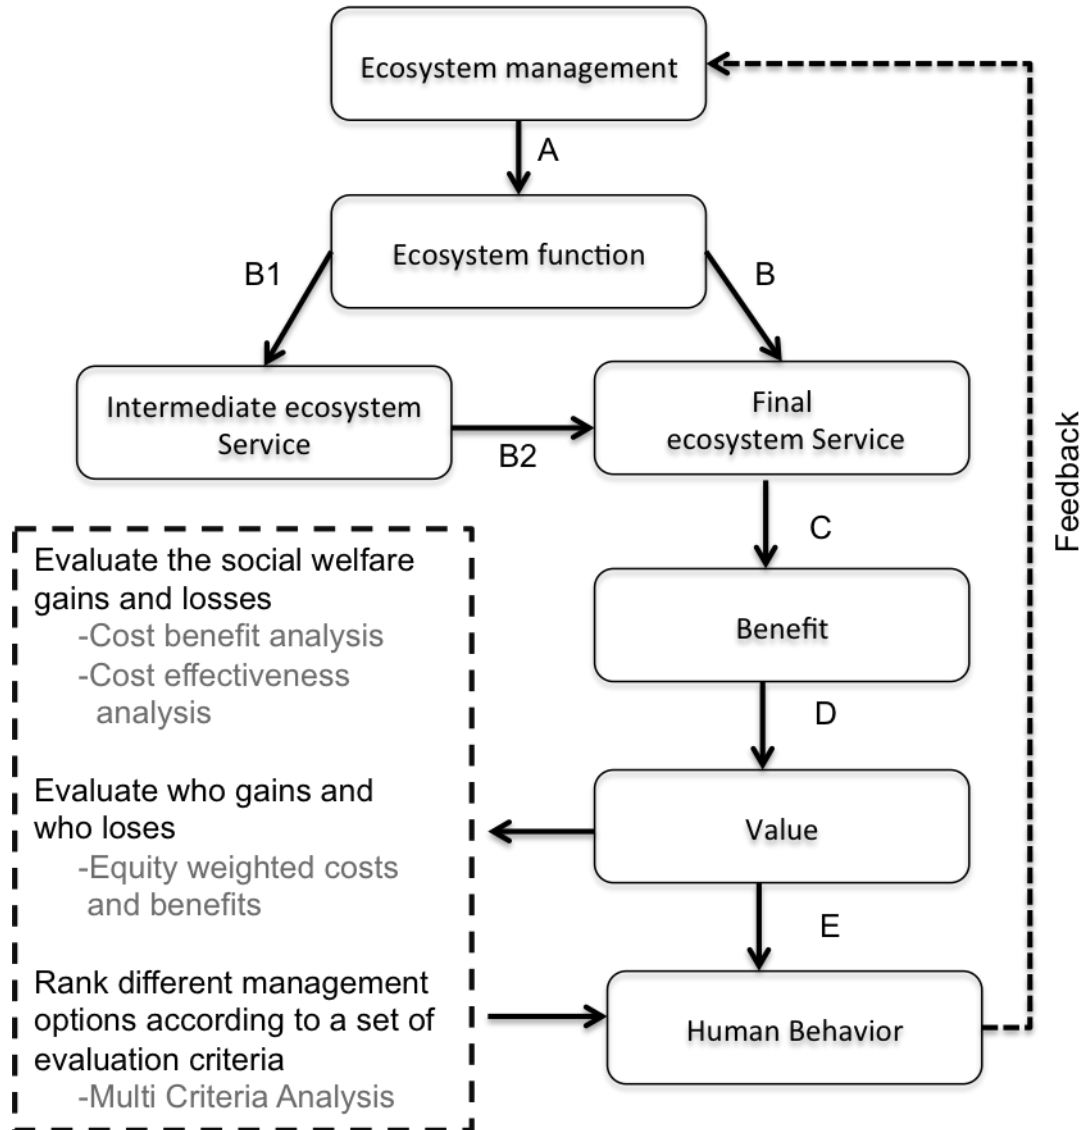 Ecosystem management
A
Ecosystem function
B1
B
Intermediate ecosystem
Service
B2
Final
ecosystem Service
Feedback
C
Evaluate the social welfare
gains and losses
-Cost benefit analysis
-Cost effectiveness
analysis
Benefit
D
Evaluate who gains and
who loses
-Equity weighted costs
and benefits
Value
E
Rank different management
options according to a set of
evaluation criteria
-Multi Criteria Analysis
Human Behavior